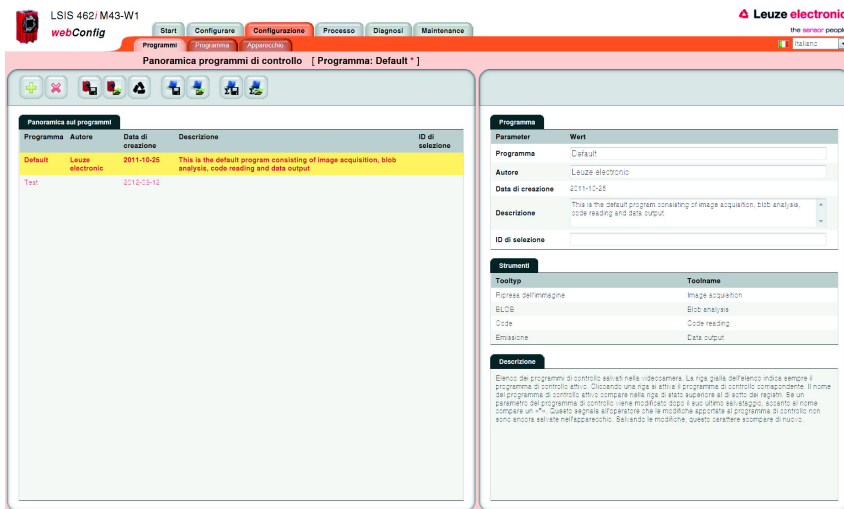 LSIS 462i M43-W1
webConfig
Leuze electronic
the sensor people
Start Configurare Configurazione Processo Diagnosi Maintenance
Programmi Programma Apparecchio
Italiano
Panoramica programmi di controllo [ Programma: Default * ]
Panoramica sui programmi
Programma Autore Data di creazione Descrizione ID di selezione
Default Leuze electronic 2011-10-25 This is the default program consisting of image acquisition, blob analysis, code reading and data output
Test 2012-03-12
Programma
Parameter Wert
Programma Default
Autore Leuze electronic
Data di creazione 2011-10-25
Descrizione This is the default program consisting of image acquisition, blob analysis, code reading and data output
ID di selezione
Strumenti
Tooltyp Toolname
Ripresa dell'immagine Image acquisition
BLOB Blob analysis
Code Code reading
Emissione Data output
Descrizione
Elenco dei programmi di controllo salvati nella videocamera. La riga gialla dell'elenco indica sempre il
programma di controllo attivo. Cliccando una riga si attiva il programma di controllo corrispondente. Il nome
del programma di controllo attivo compare nella riga di stato superiore al di sotto dei registri. Se un
parametro del programma di controllo viene modificato dopo il suo ultimo salvataggio, accanto al nome
compare un »*«. Questo segnala all'operatore che le modifiche apportate al programma di controllo non
sono ancora salvate nell'apparecchio. Salvando le modifiche, questo carattere scompare di nuovo.